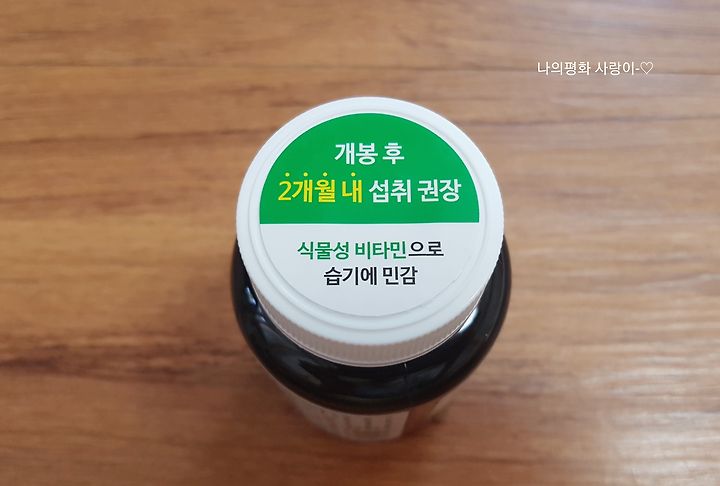 나의평화 사랑이-♡
개봉 후
2개월 내 섭취 권장
식물성 비타민으로
습기에 민감